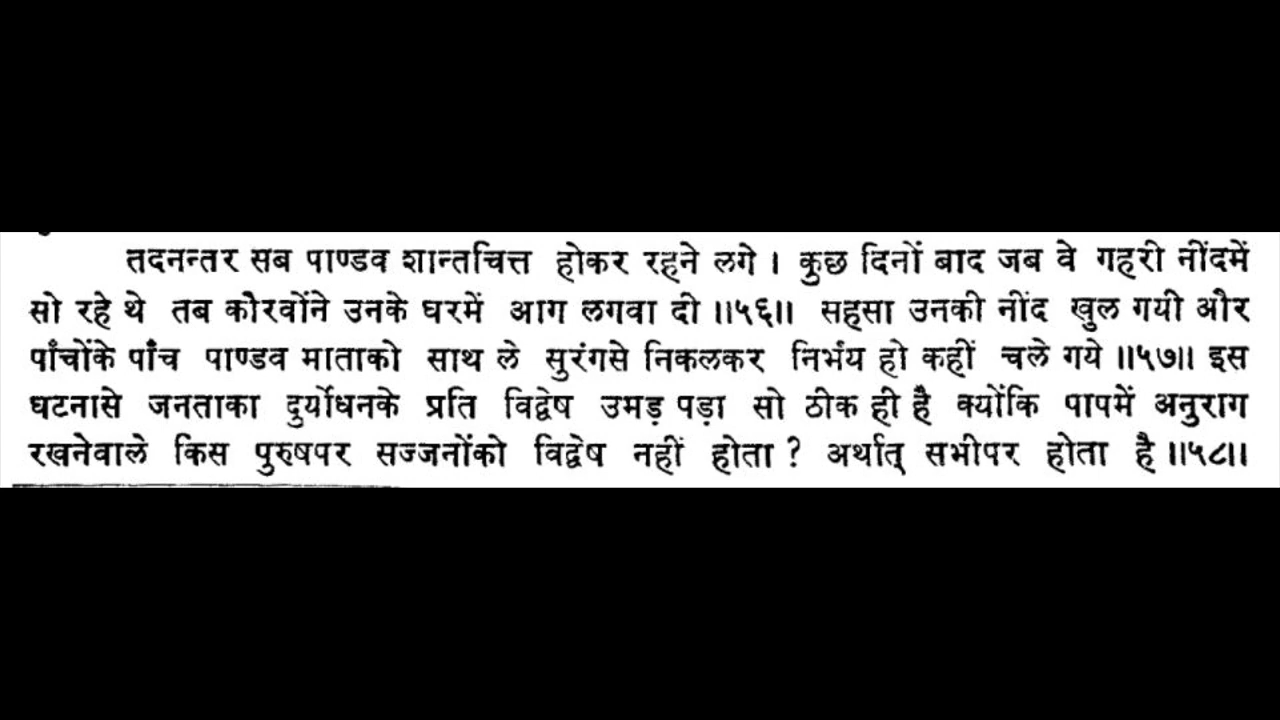 तदनन्तर सब पाण्डव शान्तचित्त होकर रहने लगे । कुछ दिनों बाद जब वे गहरी नींदमें
सो रहे थे तब कौरवोंने उनके घरमें आग लगवा दी ॥५६॥ सहसा उनकी नींद खुल गयी और
पाँचोंके पाँच पाण्डव माताको साथ ले सुरंगसे निकलकर निर्भय हो कहीं चले गये ॥५७॥ इस
घटनासे जनताका दुर्योधनके प्रति विद्वेष उमड़ पड़ा सो ठीक ही है क्योंकि पापमें अनुराग
रखनेवाले किस पुरुषपर सज्जनोंको विद्वेष नहीं होता ? अर्थात् सभीपर होता है ॥५८॥